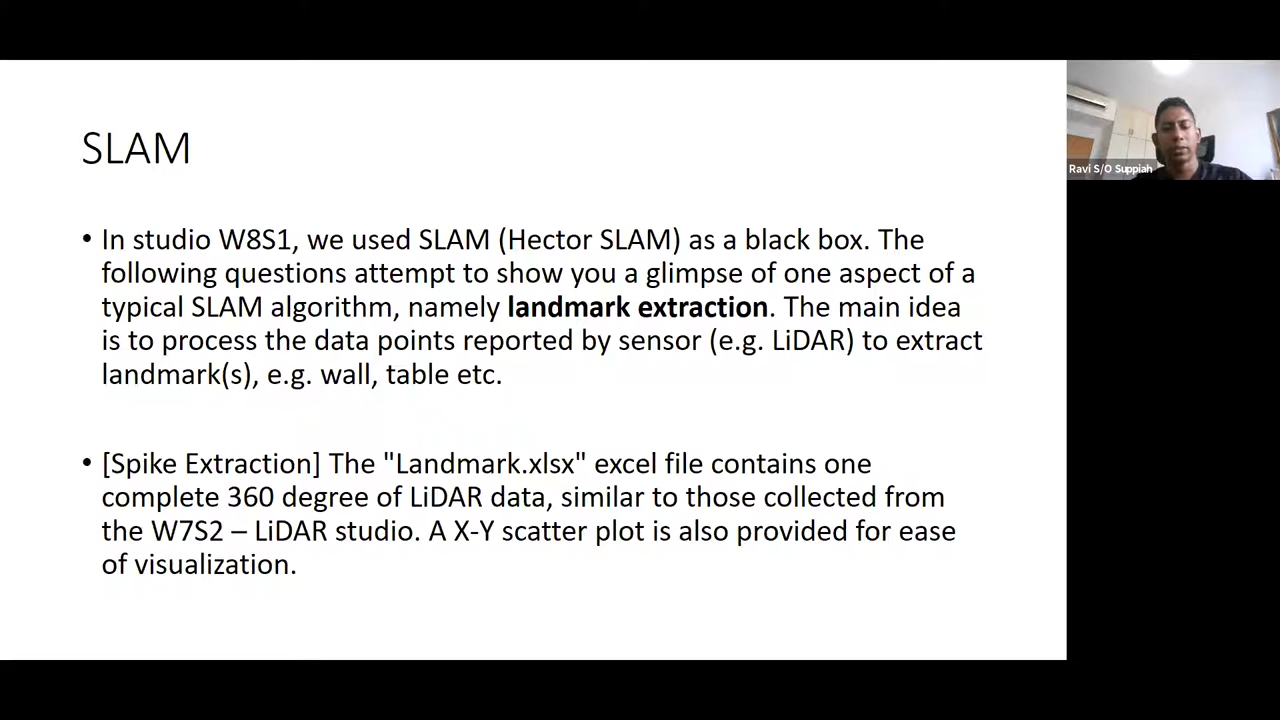 SLAM
• In studio W8S1, we used SLAM (Hector SLAM) as a black box. The
following questions attempt to show you a glimpse of one aspect of a
typical SLAM algorithm, namely landmark extraction. The main idea
is to process the data points reported by sensor (e.g. LiDAR) to extract
landmark(s), e.g. wall, table etc.
• [Spike Extraction] The "Landmark.xlsx" excel file contains one
complete 360 degree of LiDAR data, similar to those collected from
the W7S2 – LiDAR studio. A X-Y scatter plot is also provided for ease
of visualization.
Ravi S/O Suppiah